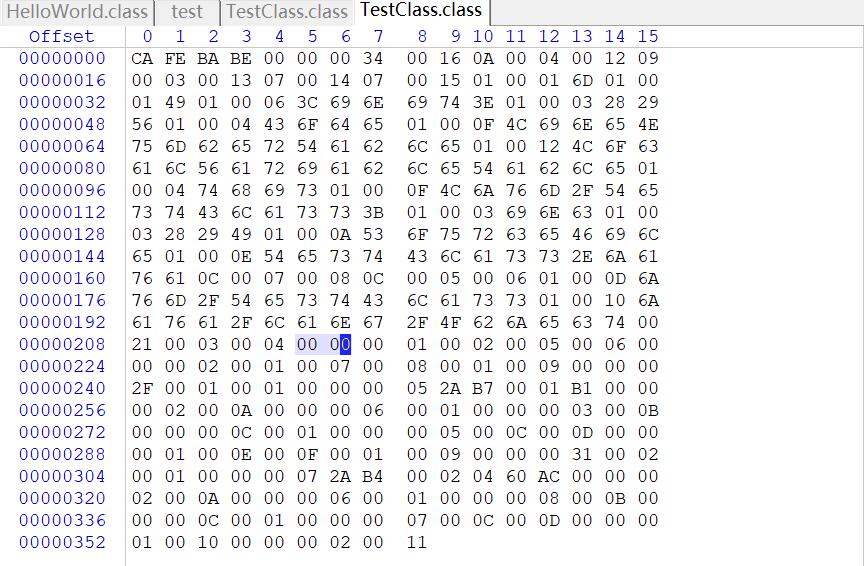 HelloWorld.class test TestClass.class TestClass.class
Offset 0 1 2 3 4 5 6 7 8 9 10 11 12 13 14 15
00000000 CA FE BA BE 00 00 00 34 00 16 0A 00 04 00 12 09
00000016 00 03 00 13 07 00 14 07 00 15 01 00 01 6D 01 00
00000032 01 49 01 00 06 3C 69 6E 69 74 3E 01 00 03 28 29
00000048 56 01 00 04 43 6F 64 65 01 00 0F 4C 69 6E 65 4E
00000064 75 6D 62 65 72 54 61 62 6C 65 01 00 12 4C 6F 63
00000080 61 6C 56 61 72 69 61 62 6C 65 54 61 62 6C 65 01
00000096 00 04 74 68 69 73 01 00 0F 4C 6A 76 6D 2F 54 65
00000112 73 74 43 6C 61 73 73 3B 01 00 03 69 6E 63 01 00
00000128 03 28 29 49 01 00 0A 53 6F 75 72 63 65 46 69 6C
00000144 65 01 00 0E 54 65 73 74 43 6C 61 73 73 2E 6A 61
00000160 76 61 0C 00 07 00 08 0C 00 05 00 06 01 00 0D 6A
00000176 76 6D 2F 54 65 73 74 43 6C 61 73 73 01 00 10 6A
00000192 61 76 61 2F 6C 61 6E 67 2F 4F 62 6A 65 63 74 00
00000208 21 00 03 00 04 00 00 00 01 00 02 00 05 00 06 00
00000224 00 00 02 00 01 00 07 00 08 00 01 00 09 00 00 00
00000240 2F 00 01 00 01 00 00 00 05 2A B7 00 01 B1 00 00
00000256 00 02 00 0A 00 00 00 06 00 01 00 00 00 03 00 0B
00000272 00 00 00 0C 00 01 00 00 00 05 00 0C 00 0D 00 00
00000288 00 01 00 0E 00 0F 00 01 00 09 00 00 00 31 00 02
00000304 00 01 00 00 00 07 2A B4 00 02 04 60 AC 00 00 00
00000320 02 00 0A 00 00 00 06 00 01 00 00 00 08 00 0B 00
00000336 00 00 0C 00 01 00 00 00 07 00 0C 00 0D 00 00 00
00000352 01 00 10 00 00 00 02 00 11